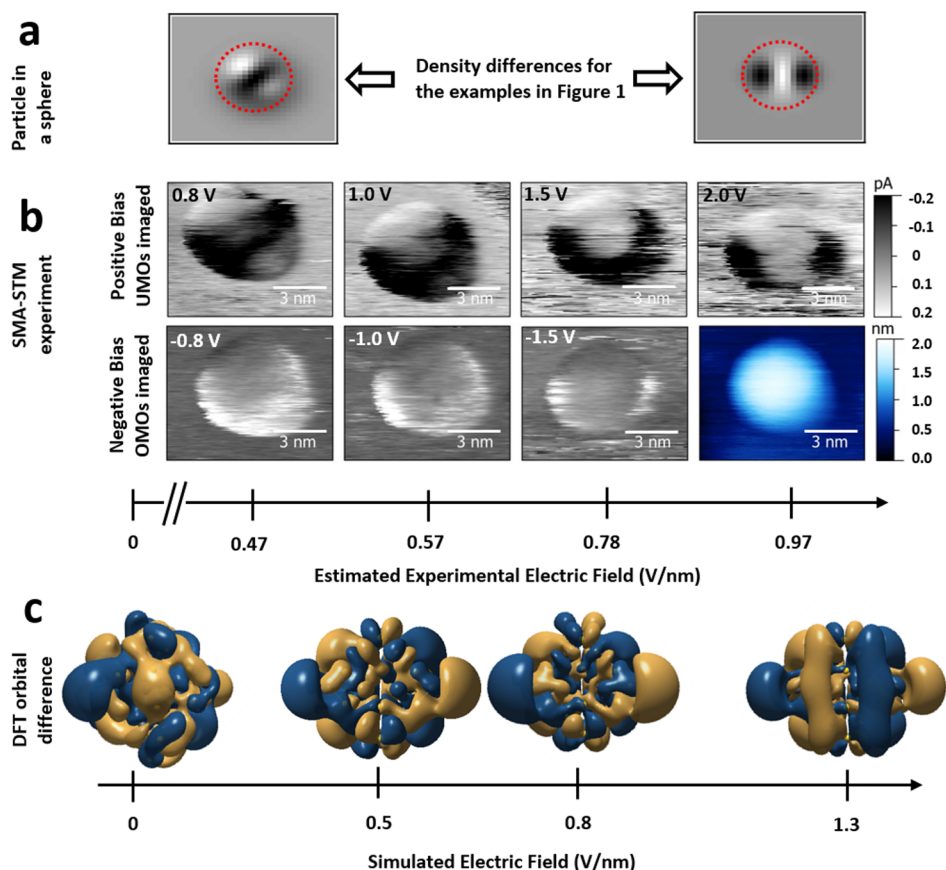 a
Particle in
a sphere
Density differences for
the examples in Figure 1
b
SMA-STM
experiment
Positive Bias
UMOs imaged
0.8 V
3 nm
1.0 V
3 nm
1.5 V
3 nm
2.0 V
3 nm
pA
-0.2
-0.1
0
0.1
0.2
Negative Bias
OMOs imaged
-0.8 V
3 nm
-1.0 V
3 nm
-1.5 V
3 nm
3 nm
nm
2.0
1.5
1.0
0.5
0.0
0
0.47
0.57
0.78
0.97
Estimated Experimental Electric Field (V/nm)
c
DFT orbital
difference
0
0.5
0.8
1.3
Simulated Electric Field (V/nm)